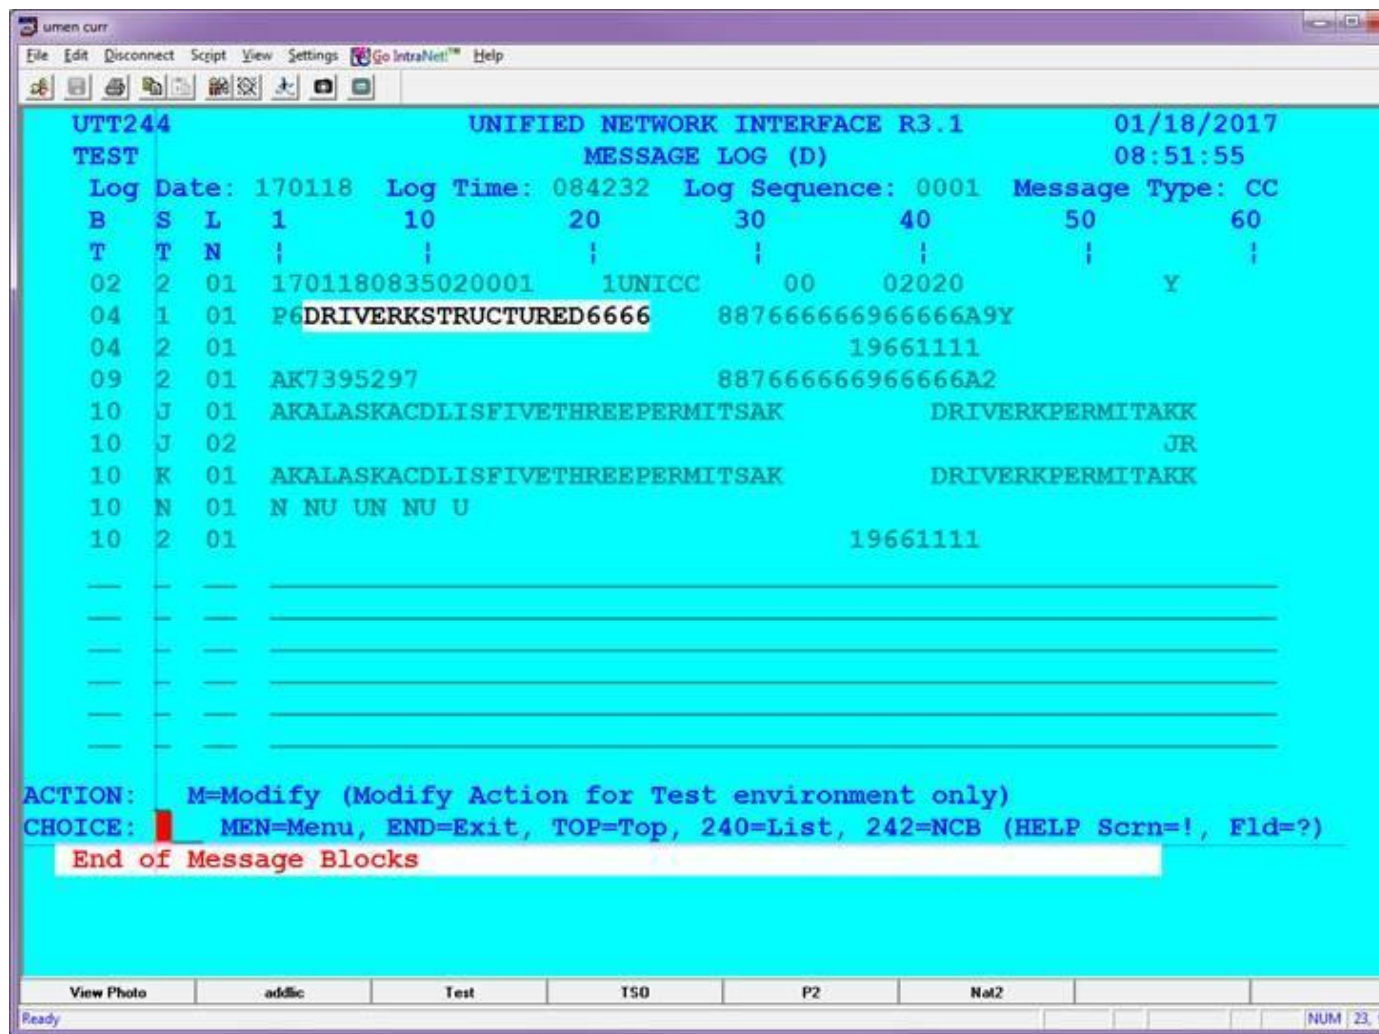 umen curr
File Edit Disconnect Script View Settings Go IntraNet!™ Help
UTT244 UNIFIED NETWORK INTERFACE R3.1 01/18/2017
TEST MESSAGE LOG (D) 08:51:55
Log Date: 170118 Log Time: 084232 Log Sequence: 0001 Message Type: CC
B S L 1 10 20 30 40 50 60
T T N ¦ ¦ ¦ ¦ ¦ ¦ ¦
02 2 01 1701180835020001 1UNICC 00 02020 Y
04 1 01 P6DRIVERKSTRUCTURED6666 887666666966666A9Y
04 2 01 19661111
09 2 01 AK7395297 887666666966666A2
10 J 01 AKALASKACDLISFIVETHREEPERMITSAK DRIVERKPERMITAKK
10 J 02 JR
10 K 01 AKALASKACDLISFIVETHREEPERMITSAK DRIVERKPERMITAKK
10 N 01 N NU UN NU U
10 2 01 19661111
ACTION: M=Modify (Modify Action for Test environment only)
CHOICE: MEN=Menu, END=Exit, TOP=Top, 240=List, 242=NCB (HELP Scrn=!, Fld=?)
End of Message Blocks
View Photo addlic Test TSO P2 Nat2
Ready NUM 23,